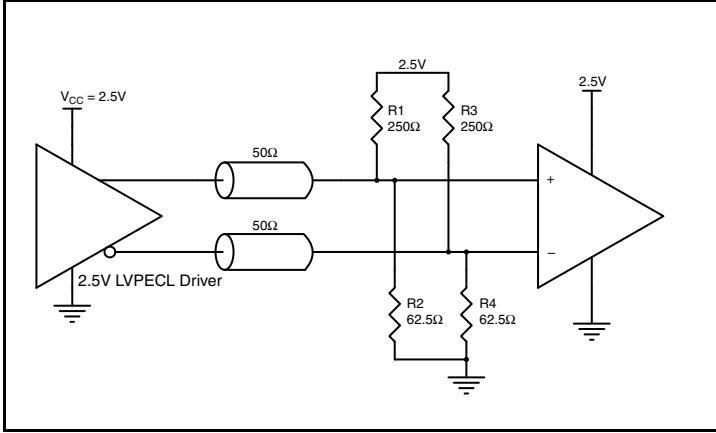 2.5V
2.5V
VCC = 2.5V
R1
250Ω
R3
250Ω
50Ω
+
50Ω
–
2.5V LVPECL Driver
R2
62.5Ω
R4
62.5Ω